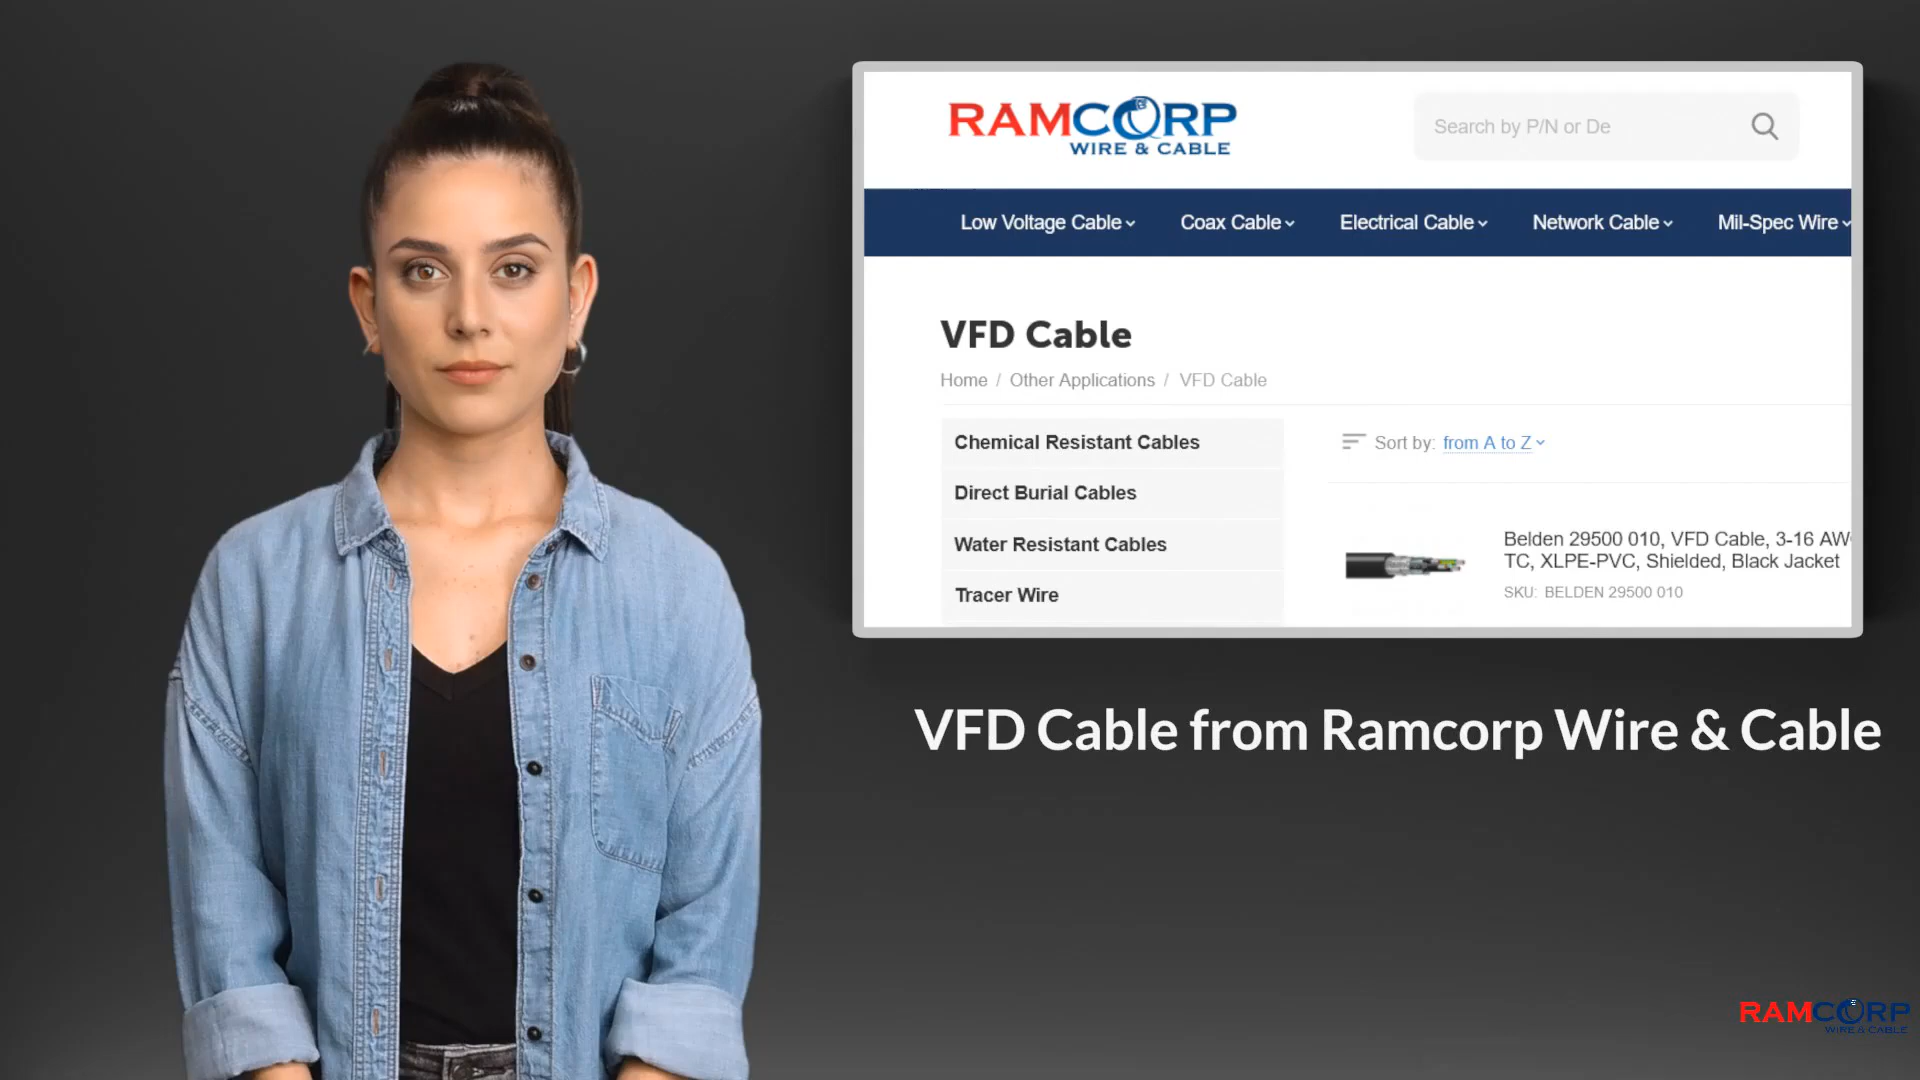 RAMCORP
WIRE & CABLE
Search by P/N or De
Low Voltage Cable
Coax Cable
Electrical Cable
Network Cable
Mil-Spec Wire
VFD Cable
Home / Other Applications / VFD Cable
Chemical Resistant Cables
Direct Burial Cables
Water Resistant Cables
Tracer Wire
Sort by: from A to Z
Belden 29500 010, VFD Cable, 3-16 AW
TC, XLPE-PVC, Shielded, Black Jacket
SKU: BELDEN 29500 010
VFD Cable from Ramcorp Wire & Cable
RAMCORP
WIRE & CABLE